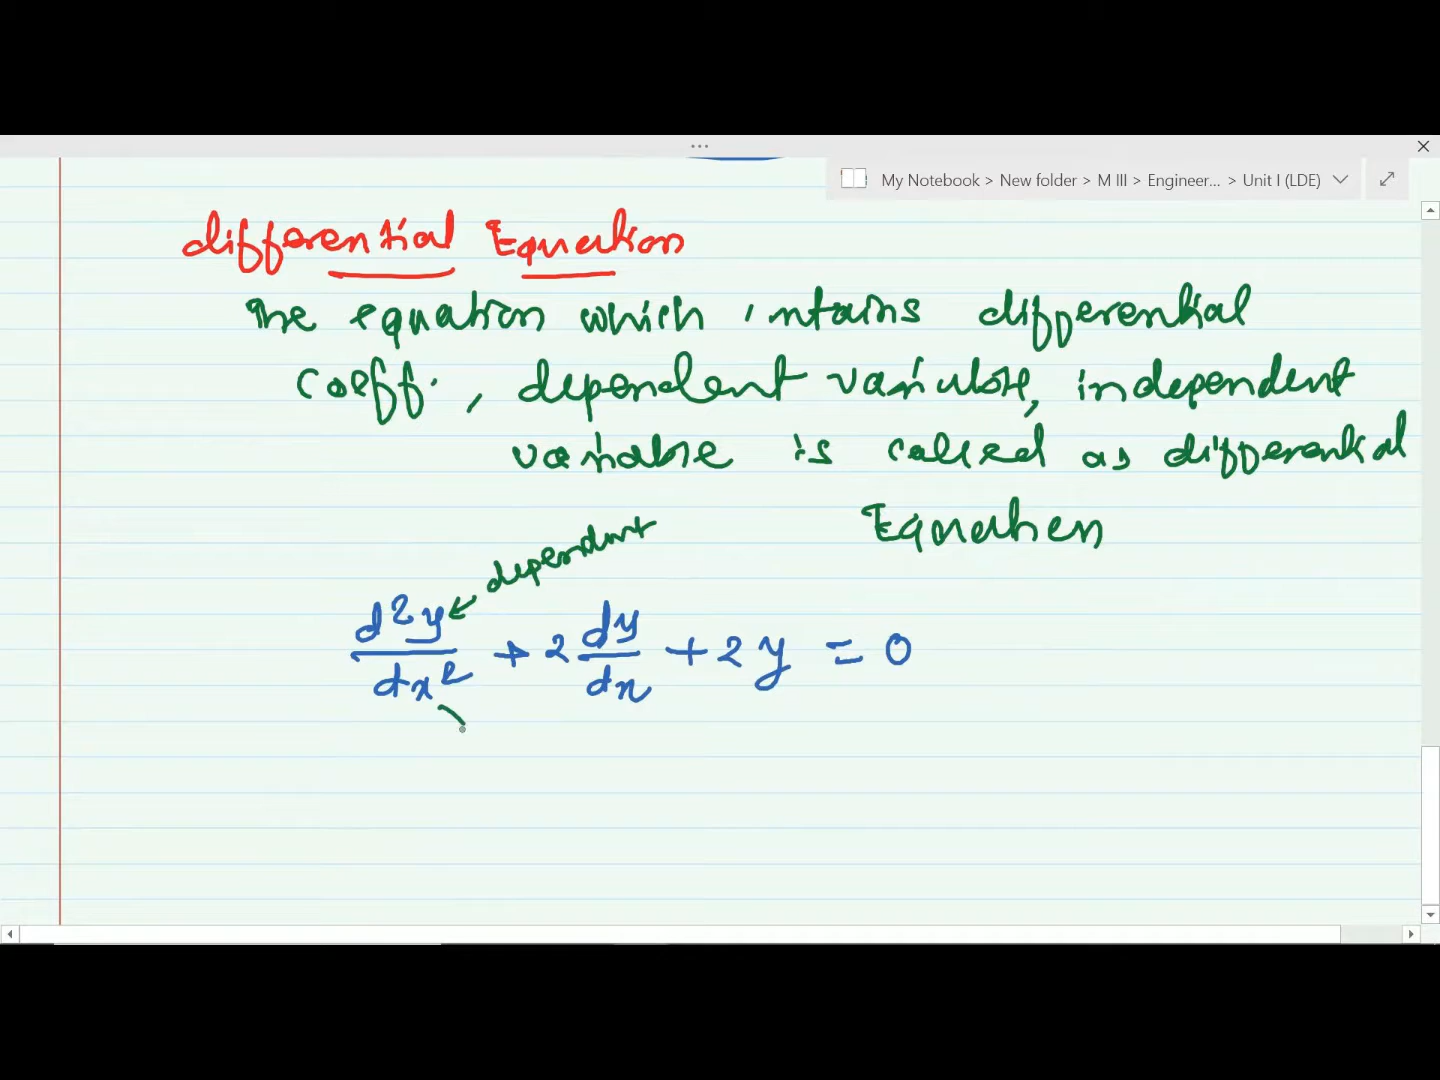 ...
My Notebook > New folder > M III > Engineer... > Unit I (LDE)
differential Equation
The equation which intains differential
coeff., dependent variable, independent
variable is called as differential
Equation
dependent
d²y/dx² + 2 dy/dx + 2y = 0